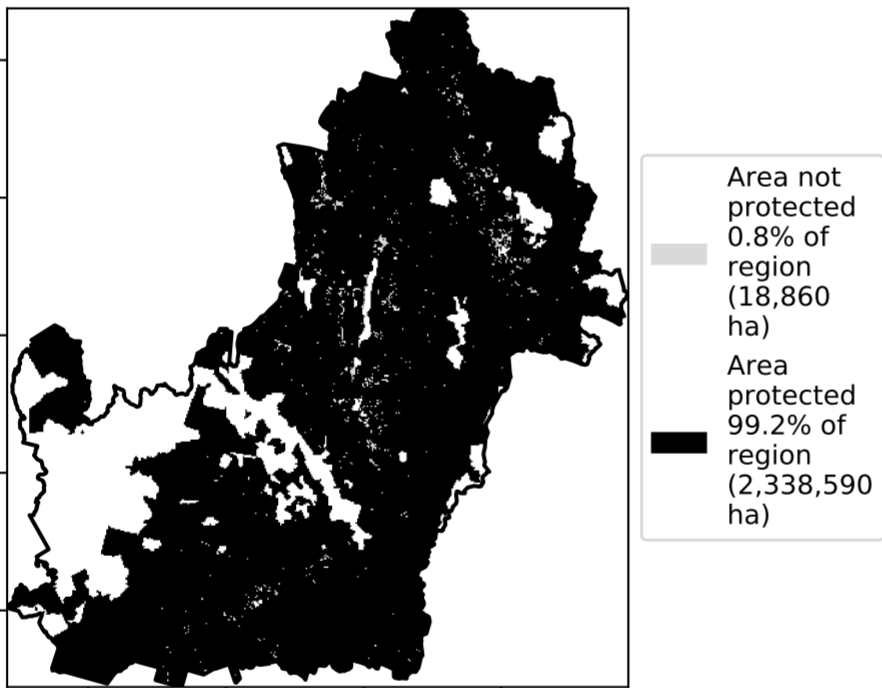 Area not
protected
0.8% of
region
(18,860
ha)
Area
protected
99.2% of
region
(2,338,590
ha)